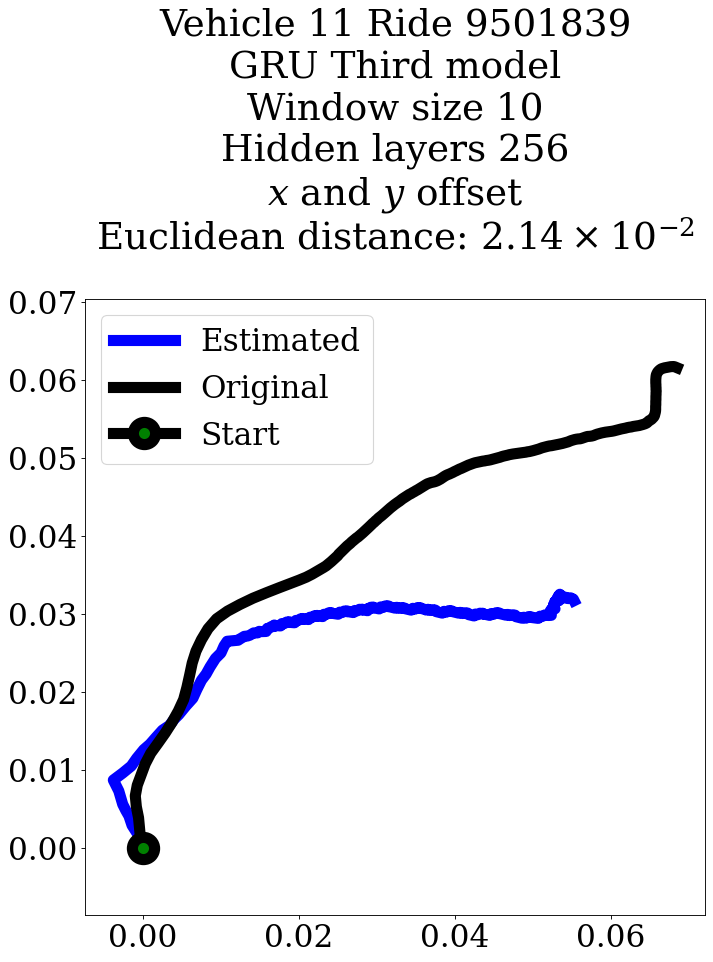 Vehicle 11 Ride 9501839
GRU Third model
Window size 10
Hidden layers 256
x and y offset
Euclidean distance: 2.14 × 10⁻²
0.07
0.06
0.05
0.04
0.03
0.02
0.01
0.00
Estimated
Original
Start
0.00 0.02 0.04 0.06